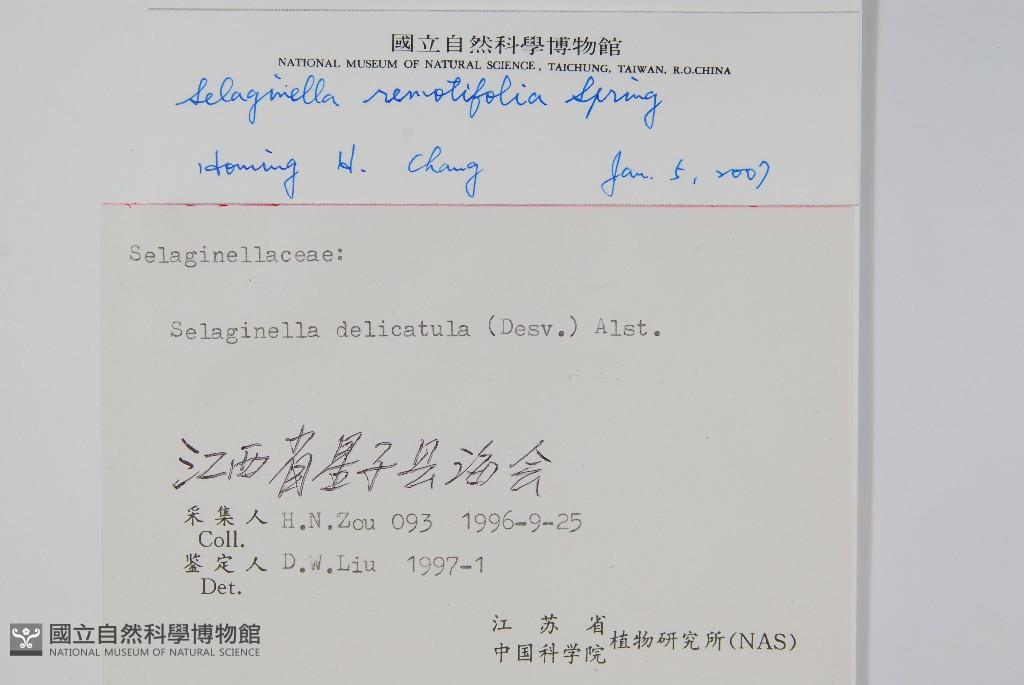 國立自然科學博物館
NATIONAL MUSEUM OF NATURAL SCIENCE, TAICHUNG, TAIWAN, R.O.CHINA
Selaginella remotifolia Spring
Homing H. Chang Jan. 5, 2007
Selaginellaceae:
Selaginella delicatula (Desv.) Alst.
江西省星子县海会
采集人 H.N.Zou 093 1996-9-25
Coll.
鉴定人 D.W.Liu 1997-1
Det.
江苏省
中国科学院 植物研究所(NAS)
國立自然科學博物館
NATIONAL MUSEUM OF NATURAL SCIENCE